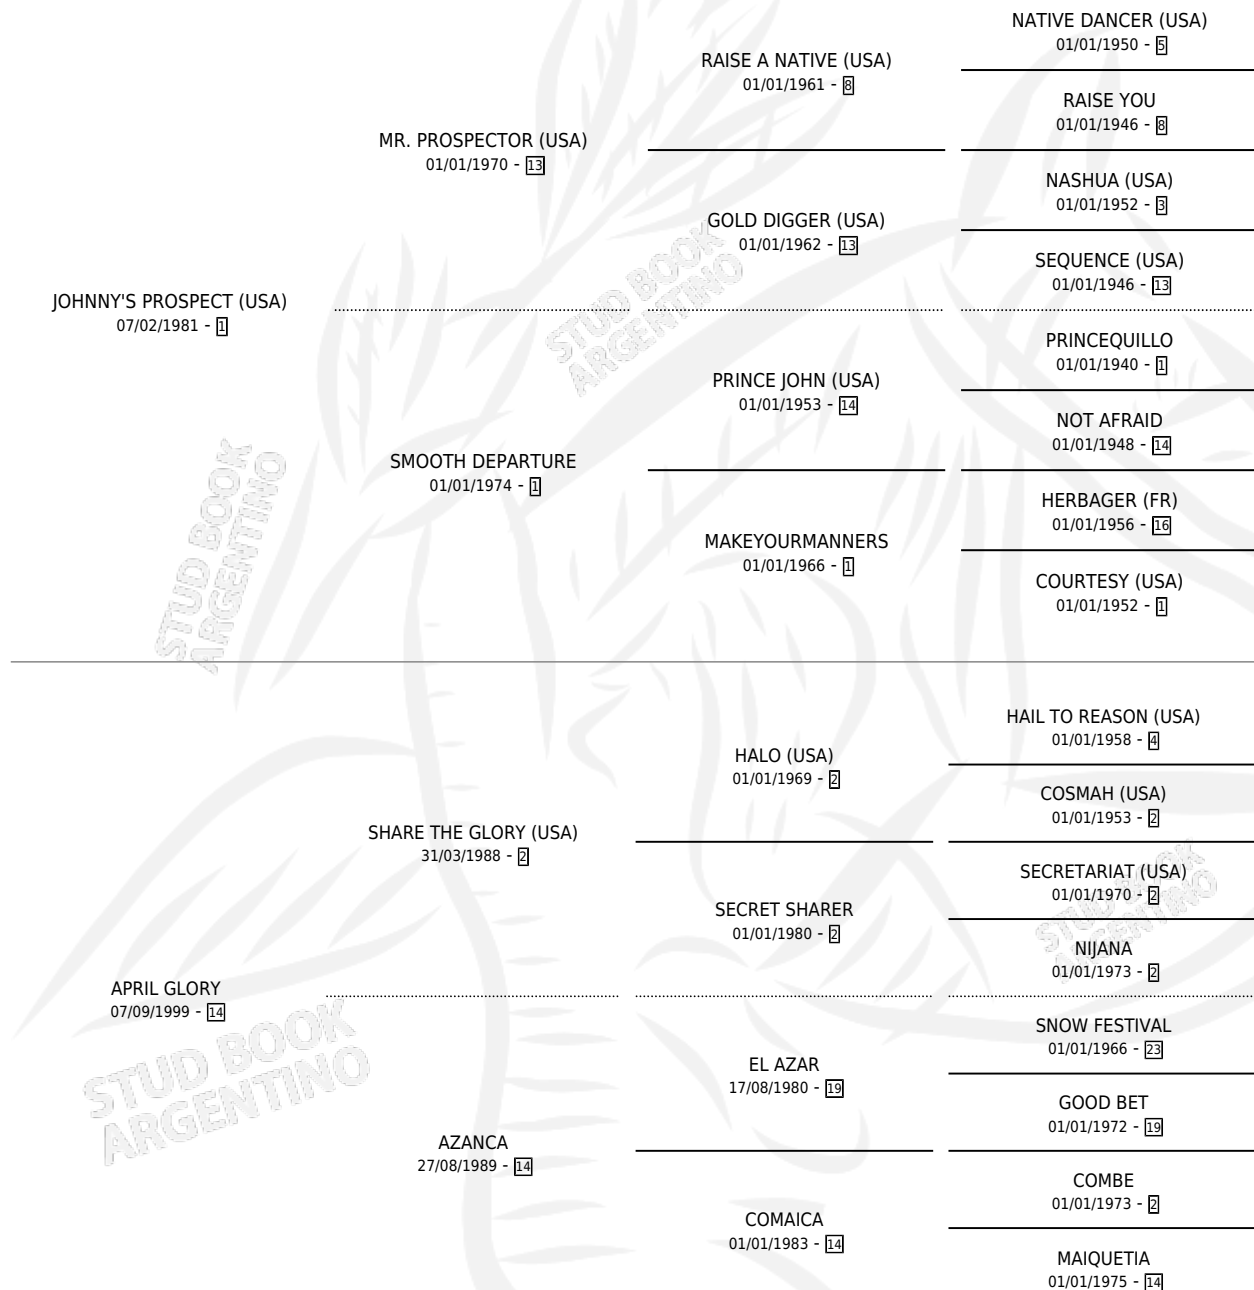 NATIVE DANCER (USA)
01/01/1950 - 5
RAISE A NATIVE (USA)
01/01/1961 - 8
RAISE YOU
01/01/1946 - 8
MR. PROSPECTOR (USA)
01/01/1970 - 13
NASHUA (USA)
01/01/1952 - 3
GOLD DIGGER (USA)
01/01/1962 - 13
SEQUENCE (USA)
01/01/1946 - 13
JOHNNY'S PROSPECT (USA)
07/02/1981 - 1
PRINCEQUILLO
01/01/1940 - 1
PRINCE JOHN (USA)
01/01/1953 - 14
NOT AFRAID
01/01/1948 - 14
SMOOTH DEPARTURE
01/01/1974 - 1
HERBAGER (FR)
01/01/1956 - 16
MAKEYOURMANNERS
01/01/1966 - 1
COURTESY (USA)
01/01/1952 - 1
STUD BOOK
ARGENTINO
STUD BOOK
ARGENTINO
HAIL TO REASON (USA)
01/01/1958 - 4
HALO (USA)
01/01/1969 - 2
COSMAH (USA)
01/01/1953 - 2
SHARE THE GLORY (USA)
31/03/1988 - 2
SECRETARIAT (USA)
01/01/1970 - 2
SECRET SHARER
01/01/1980 - 2
NIJANA
01/01/1973 - 2
STUD BOOK
ARGENTINO
APRIL GLORY
07/09/1999 - 14
SNOW FESTIVAL
01/01/1966 - 23
EL AZAR
17/08/1980 - 19
GOOD BET
01/01/1972 - 19
AZANCA
27/08/1989 - 14
COMBE
01/01/1973 - 2
COMAICA
01/01/1983 - 14
MAIQUETIA
01/01/1975 - 14
STUD BOOK
ARGENTINO